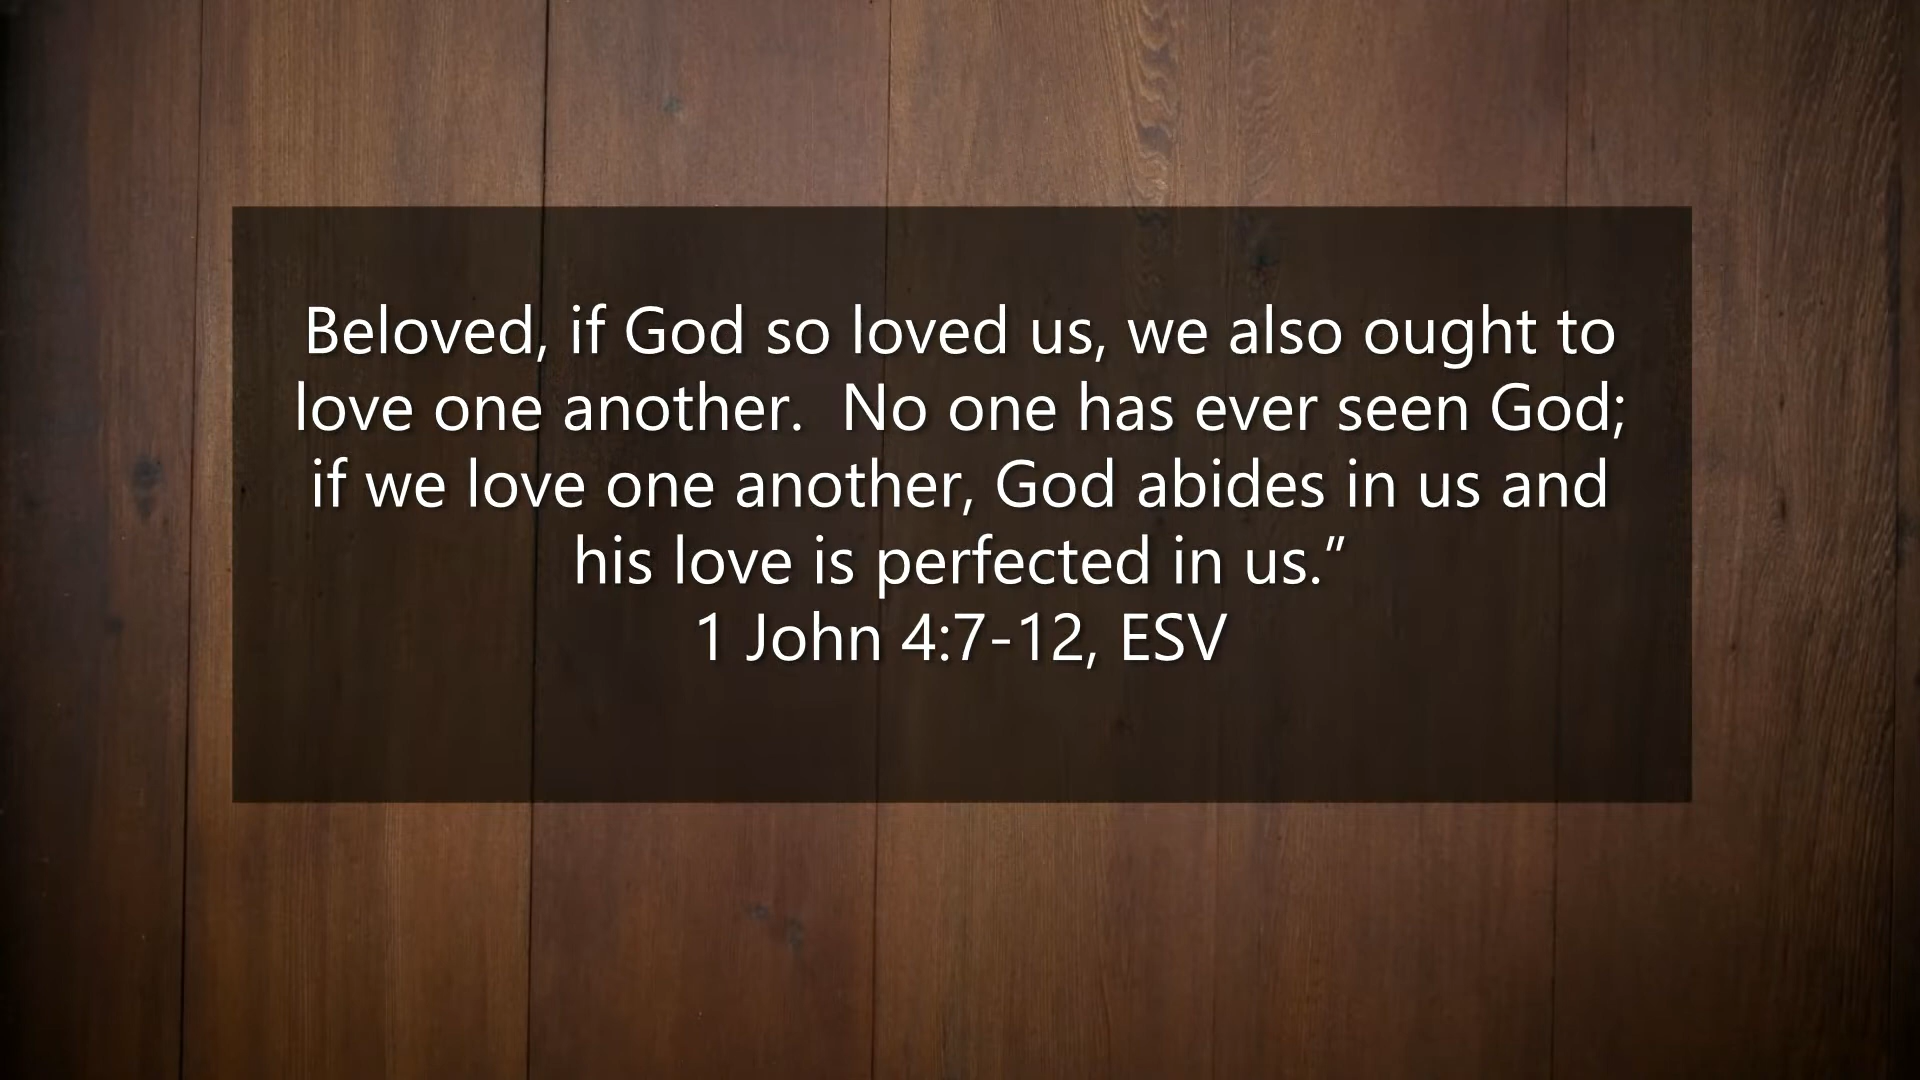 Beloved, if God so loved us, we also ought to
love one another.  No one has ever seen God;
if we love one another, God abides in us and
his love is perfected in us.”
1 John 4:7-12, ESV